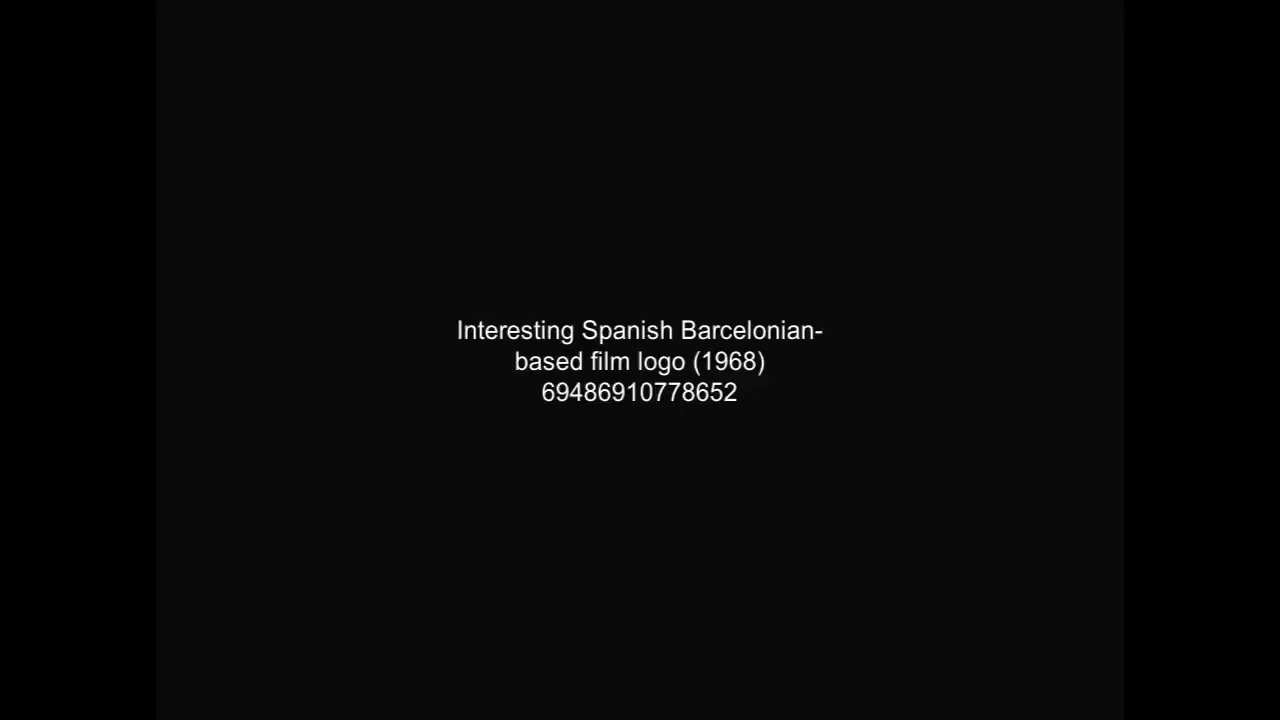 Interesting Spanish Barcelonian-
based film logo (1968)
69486910778652